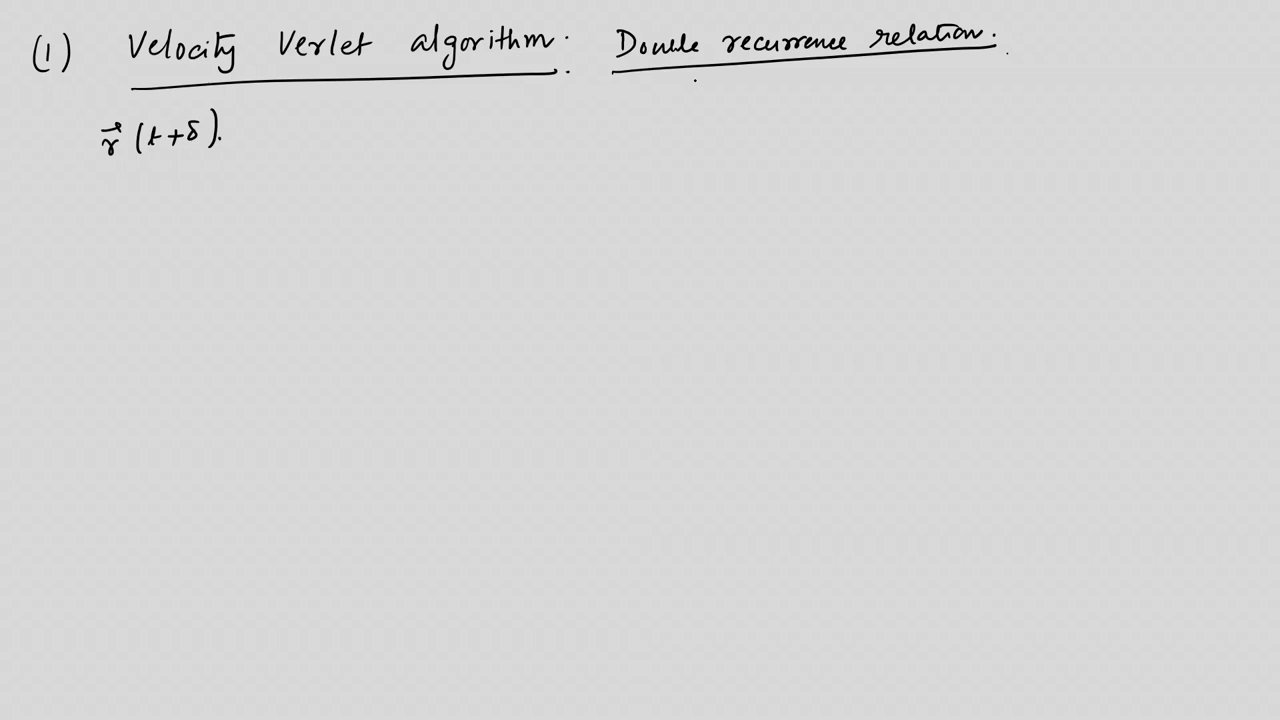 (1) Velocity Verlet algorithm. Double recurrence relation.
r⃗ (t+δ).